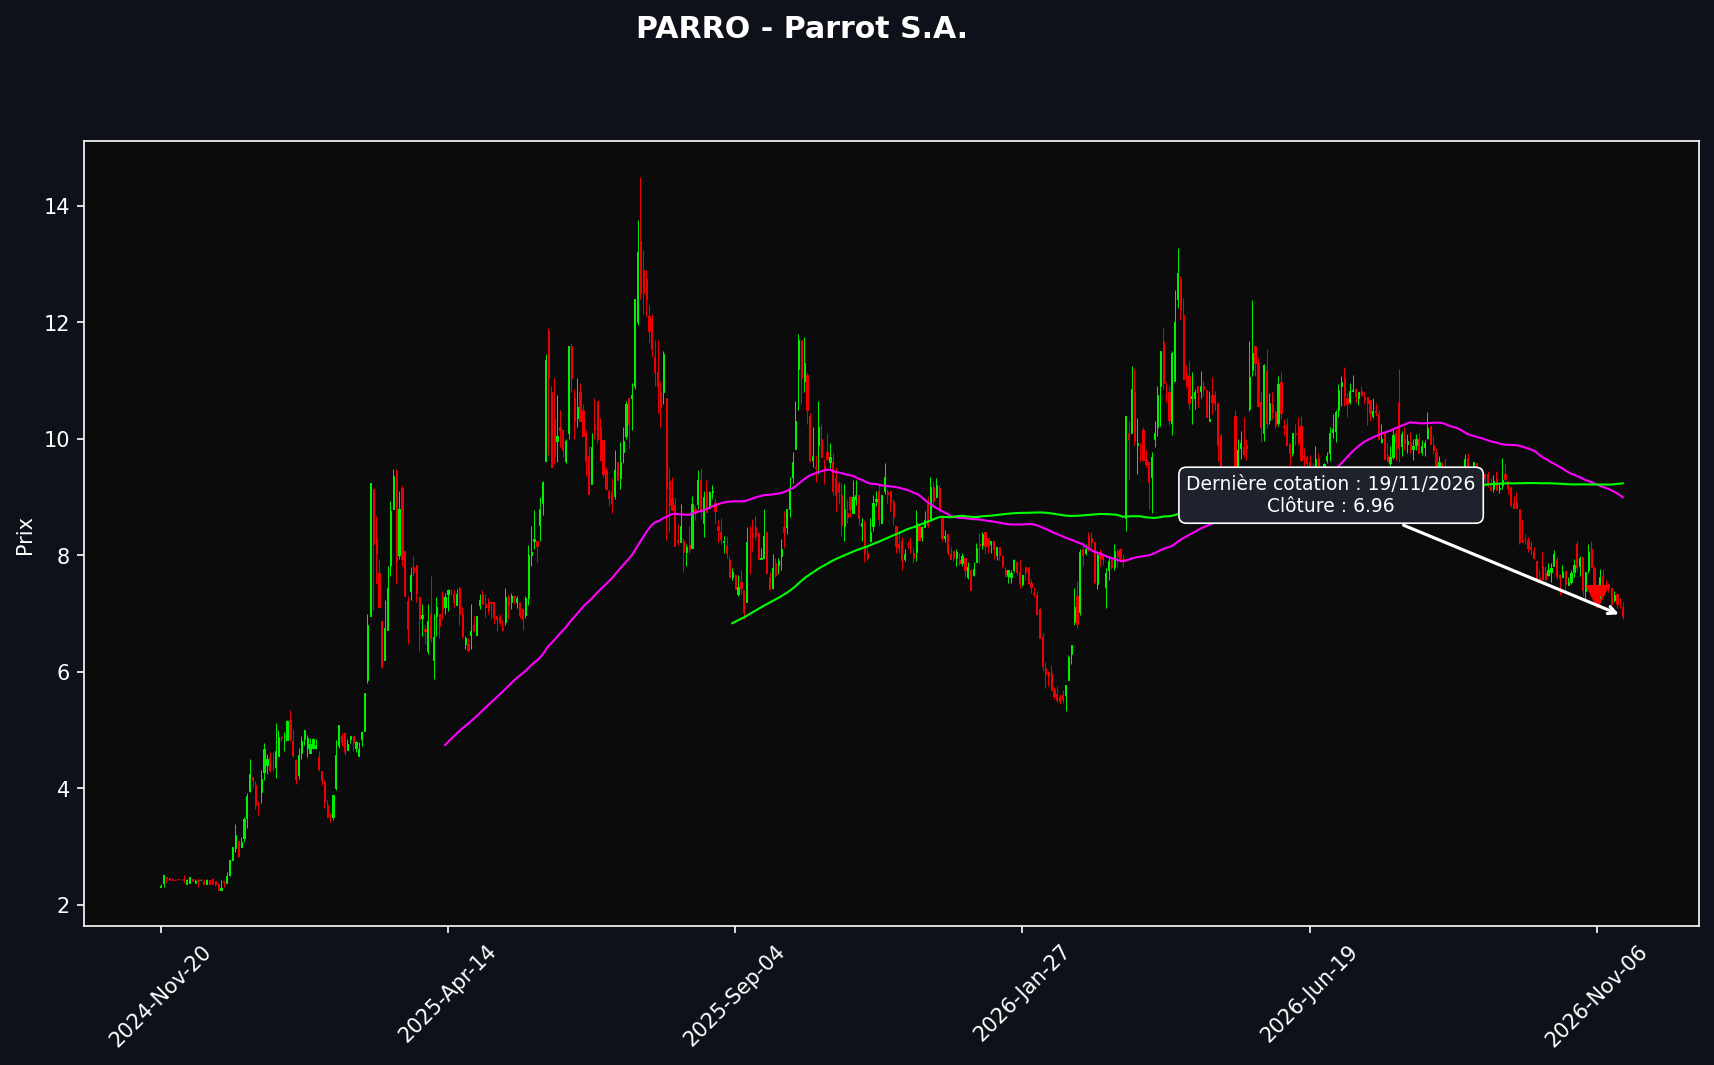 PARRO - Parrot S.A.
Prix
14
12
10
8
6
4
2
Dernière cotation : 19/11/2026
Clôture : 6.96
2024-Nov-20
2025-Apr-14
2025-Sep-04
2026-Jan-27
2026-Jun-19
2026-Nov-06